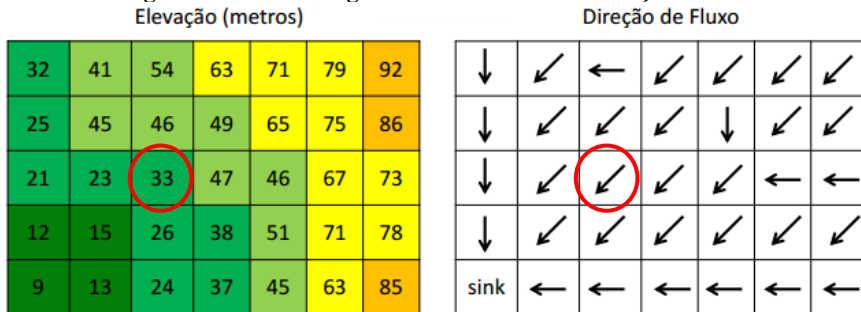 Elevação (metros) Direção de Fluxo
32 41 54 63 71 79 92
25 45 46 49 65 75 86
21 23 33 47 46 67 73
12 15 26 38 51 71 78
9 13 24 37 45 63 85 sink